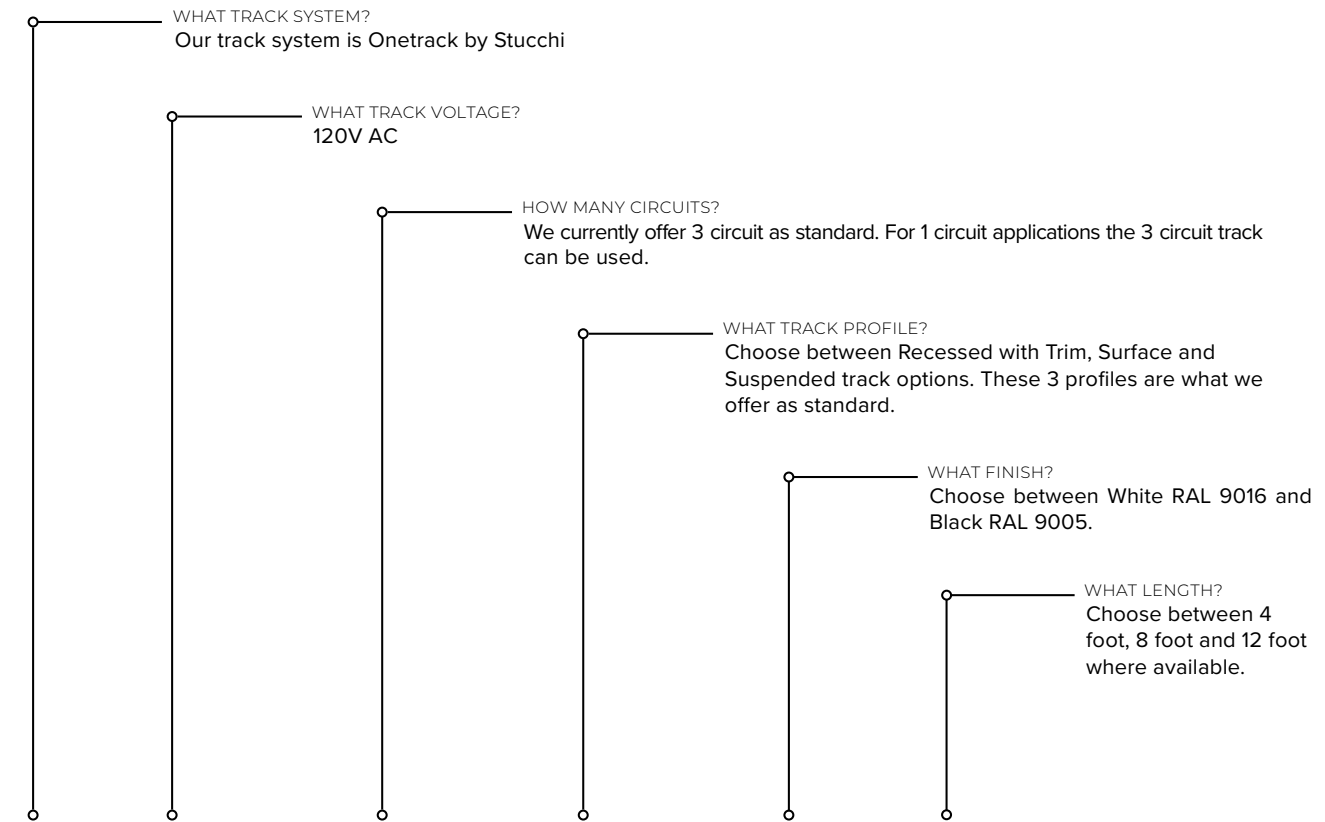 WHAT TRACK SYSTEM?
Our track system is Onetrack by Stucchi
WHAT TRACK VOLTAGE?
120V AC
HOW MANY CIRCUITS?
We currently offer 3 circuit as standard. For 1 circuit applications the 3 circuit track
can be used.
WHAT TRACK PROFILE?
Choose between Recessed with Trim, Surface and
Suspended track options. These 3 profiles are what we
offer as standard.
WHAT FINISH?
Choose between White RAL 9016 and
Black RAL 9005.
WHAT LENGTH?
Choose between 4
foot, 8 foot and 12 foot
where available.